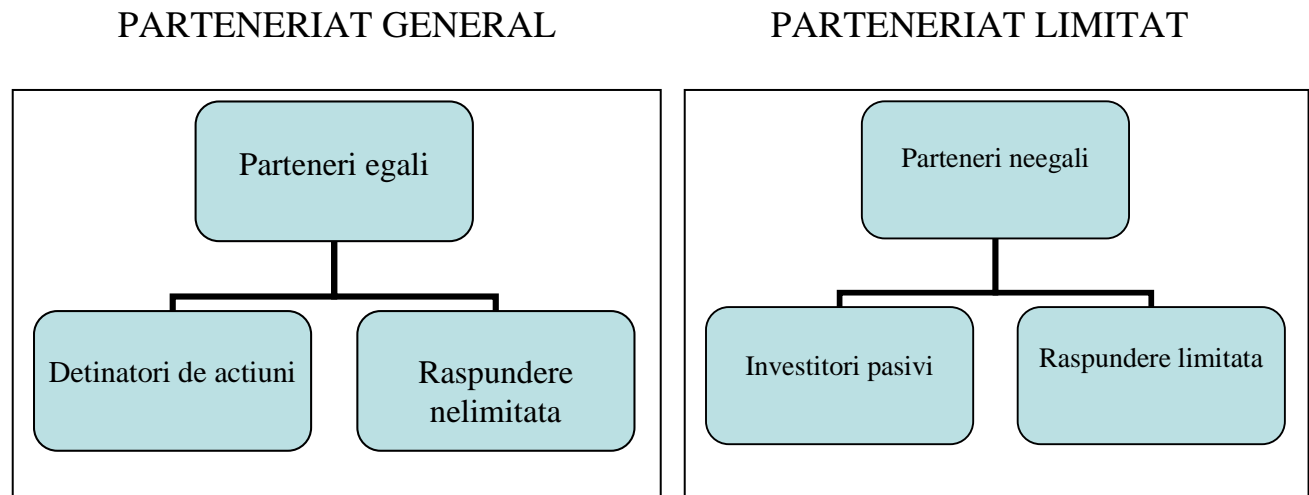 PARTENERIAT GENERAL
PARTENERIAT LIMITAT
Parteneri egali
Detinatori de actiuni
Raspundere
nelimitata
Parteneri neegali
Investitori pasivi
Raspundere limitata